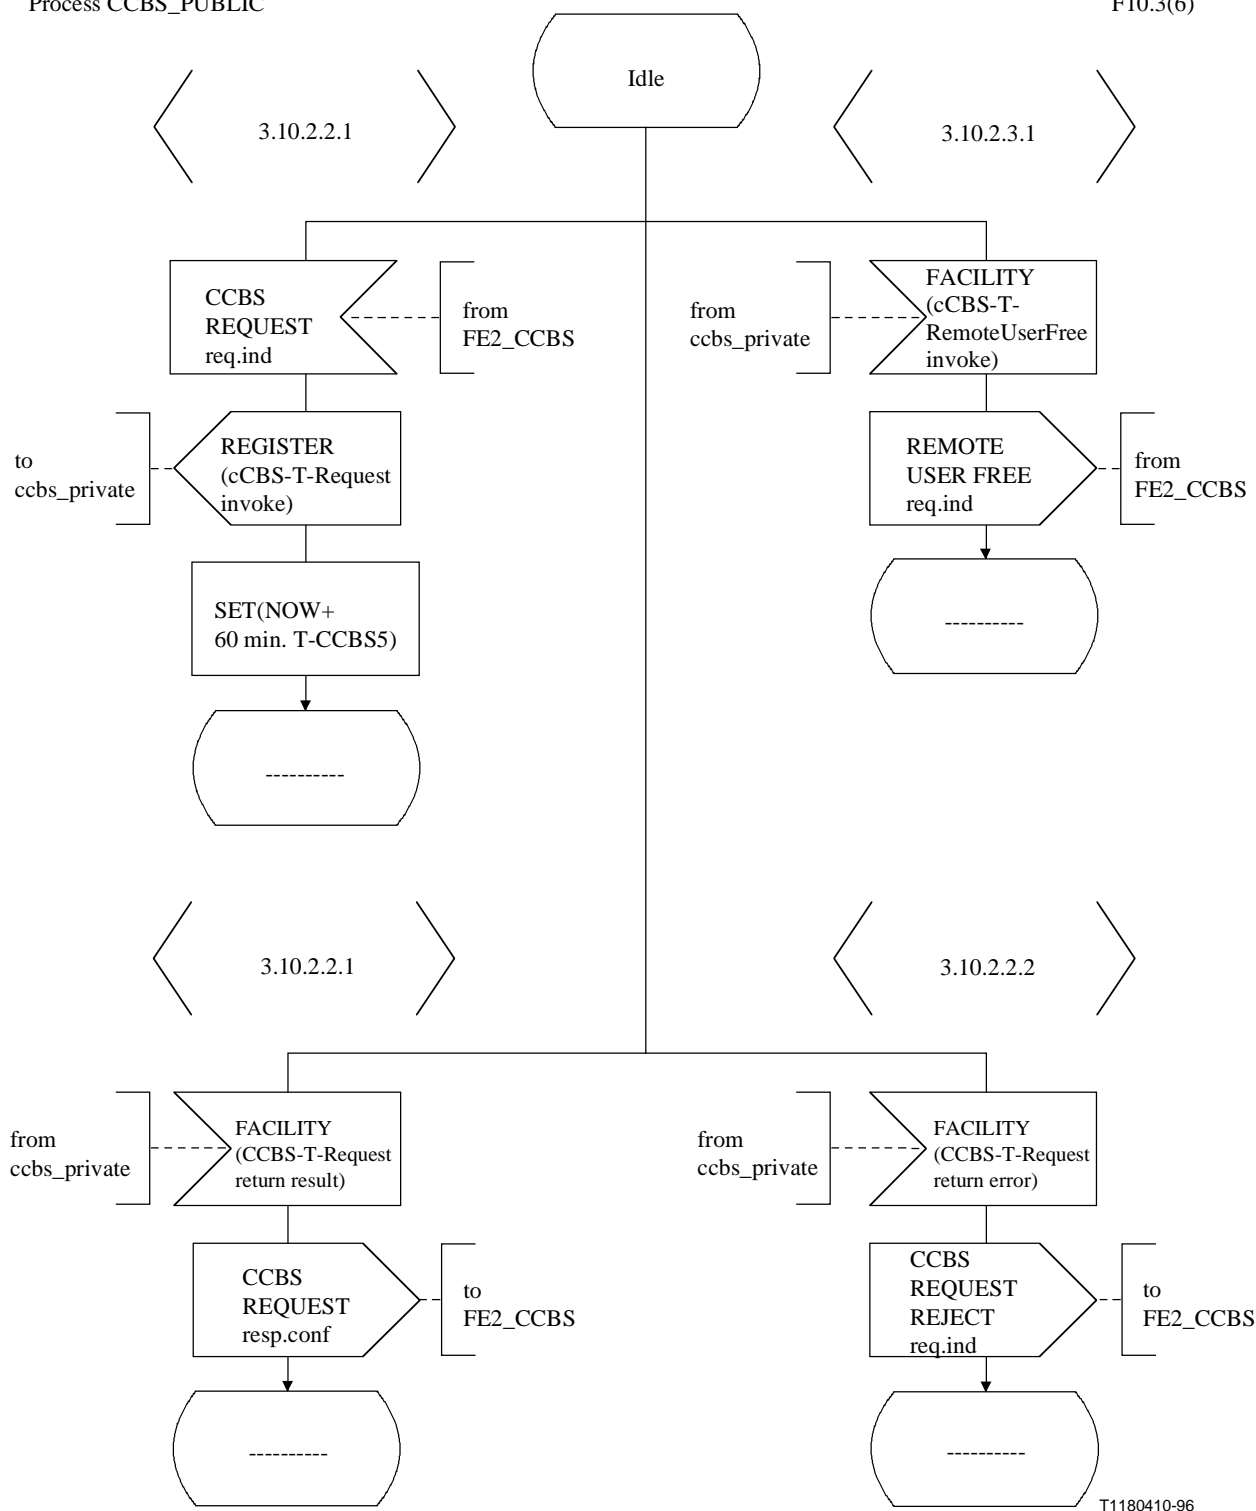 Process CCBS_PUBLIC
F10.3(6)
Idle
3.10.2.2.1
3.10.2.3.1
CCBS
REQUEST
req.ind
from
FE2_CCBS
from
ccbs_private
FACILITY
(cCBS-T-
RemoteUserFree
invoke)
to
ccbs_private
REGISTER
(cCBS-T-Request
invoke)
REMOTE
USER FREE
req.ind
from
FE2_CCBS
SET(NOW+
60 min. T-CCBS5)
----------
----------
3.10.2.2.1
3.10.2.2.2
from
ccbs_private
FACILITY
(CCBS-T-Request
return result)
from
ccbs_private
FACILITY
(CCBS-T-Request
return error)
CCBS
REQUEST
resp.conf
to
FE2_CCBS
CCBS
REQUEST
REJECT
req.ind
to
FE2_CCBS
----------
----------
T1180410-96